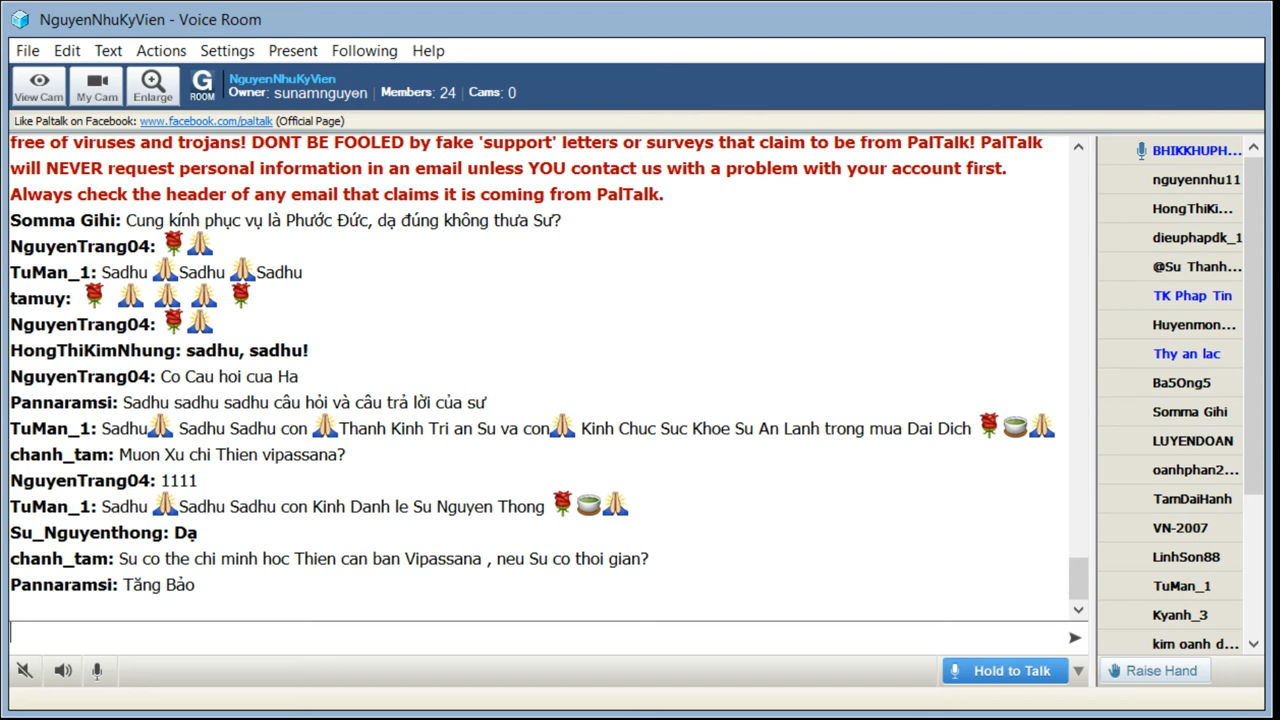 NguyenNhuKyVien - Voice Room
File Edit Text Actions Settings Present Following Help
View Cam My Cam Enlarge G ROOM
NguyenNhuKyVien
Owner: sunamnguyen | Members: 24 | Cams: 0
Like Paltalk on Facebook: www.facebook.com/paltalk (Official Page)
free of viruses and trojans! DONT BE FOOLED by fake 'support' letters or surveys that claim to be from PalTalk! PalTalk
will NEVER request personal information in an email unless YOU contact us with a problem with your account first.
Always check the header of any email that claims it is coming from PalTalk.
Somma Gihi: Cung kính phục vụ là Phước Đức, dạ đúng không thưa Sư?
NguyenTrang04: 🌹🙏
TuMan_1: Sadhu 🙏Sadhu 🙏Sadhu
tamuy: 🌹 🙏 🙏 🙏 🌹
NguyenTrang04: 🌹🙏
HongThiKimNhung: sadhu, sadhu!
NguyenTrang04: Co Cau hoi cua Ha
Pannaramsi: Sadhu sadhu sadhu câu hỏi và câu trả lời của sư
TuMan_1: Sadhu🙏 Sadhu Sadhu con 🙏Thanh Kinh Tri an Su va con🙏 Kinh Chuc Suc Khoe Su An Lanh trong mua Dai Dich 🌹🍵🙏
chanh_tam: Muon Xu chi Thien vipassana?
NguyenTrang04: 1111
TuMan_1: Sadhu 🙏Sadhu Sadhu con Kinh Danh le Su Nguyen Thong 🌹🍵🙏
Su_Nguyenthong: Dạ
chanh_tam: Su co the chi minh hoc Thien can ban Vipassana , neu Su co thoi gian?
Pannaramsi: Tăng Bảo
BHIKKHUPH...
nguyennhu11
HongThiKi...
dieuphapdk_1
@Su Thanh...
TK Phap Tin
Huyenmon...
Thy an lac
Ba5Ong5
Somma Gihi
LUYENDOAN
oanhphan2...
TamDaiHanh
VN-2007
LinhSon88
TuMan_1
Kyanh_3
kim oanh d...
Hold to Talk
Raise Hand